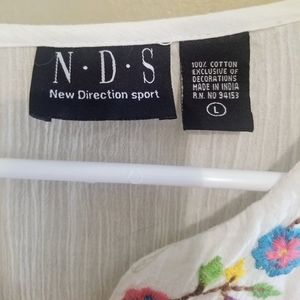 N·D·S
New Direction sport
100% COTTON
EXCLUSIVE OF
DECORATIONS
MADE IN INDIA
R.N. NO 94153
L